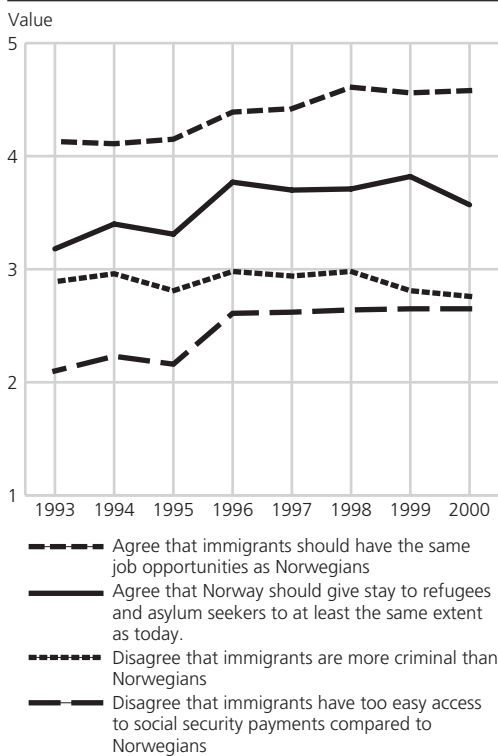 Value
5
4
3
2
1
1993 1994 1995 1996 1997 1998 1999 2000
Agree that immigrants should have the same
job opportunities as Norwegians
Agree that Norway should give stay to refugees
and asylum seekers to at least the same extent
as today.
Disagree that immigrants are more criminal than
Norwegians
Disagree that immigrants have too easy access
to social security payments compared to
Norwegians